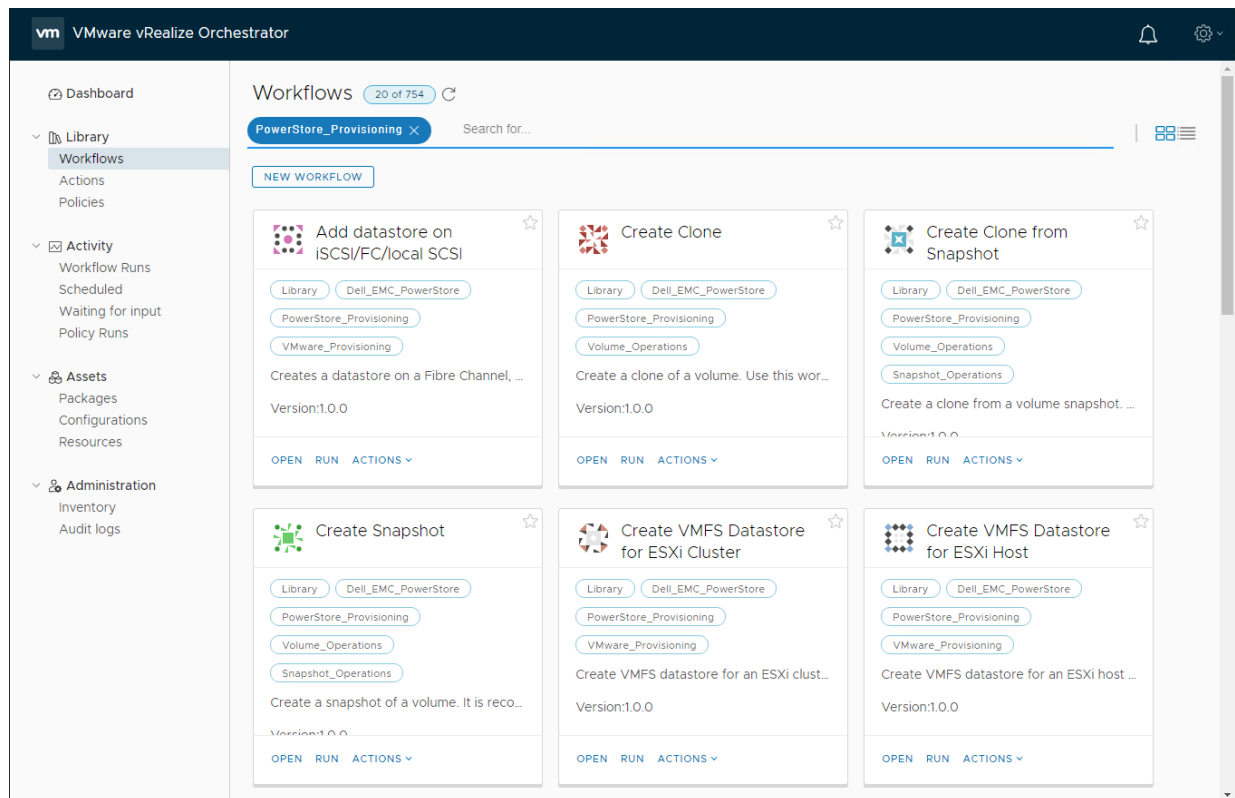 vm VMware vRealize Orchestrator
Dashboard
Library
Workflows
Actions
Policies
Activity
Workflow Runs
Scheduled
Waiting for input
Policy Runs
Assets
Packages
Configurations
Resources
Administration
Inventory
Audit logs
Workflows 20 of 754
PowerStore_Provisioning Search for...
NEW WORKFLOW
Add datastore on
iSCSI/FC/local SCSI
Library Dell_EMC_PowerStore
PowerStore_Provisioning
VMware_Provisioning
Creates a datastore on a Fibre Channel, ...
Version:1.0.0
OPEN RUN ACTIONS
Create Clone
Library Dell_EMC_PowerStore
PowerStore_Provisioning
Volume_Operations
Create a clone of a volume. Use this wor...
Version:1.0.0
OPEN RUN ACTIONS
Create Clone from
Snapshot
Library Dell_EMC_PowerStore
PowerStore_Provisioning
Volume_Operations
Snapshot_Operations
Create a clone from a volume snapshot. ...
Version:1.0.0
OPEN RUN ACTIONS
Create Snapshot
Library Dell_EMC_PowerStore
PowerStore_Provisioning
Volume_Operations
Snapshot_Operations
Create a snapshot of a volume. It is reco...
Version:1.0.0
OPEN RUN ACTIONS
Create VMFS Datastore
for ESXi Cluster
Library Dell_EMC_PowerStore
PowerStore_Provisioning
VMware_Provisioning
Create VMFS datastore for an ESXi clust...
Version:1.0.0
OPEN RUN ACTIONS
Create VMFS Datastore
for ESXi Host
Library Dell_EMC_PowerStore
PowerStore_Provisioning
VMware_Provisioning
Create VMFS datastore for an ESXi host ...
Version:1.0.0
OPEN RUN ACTIONS